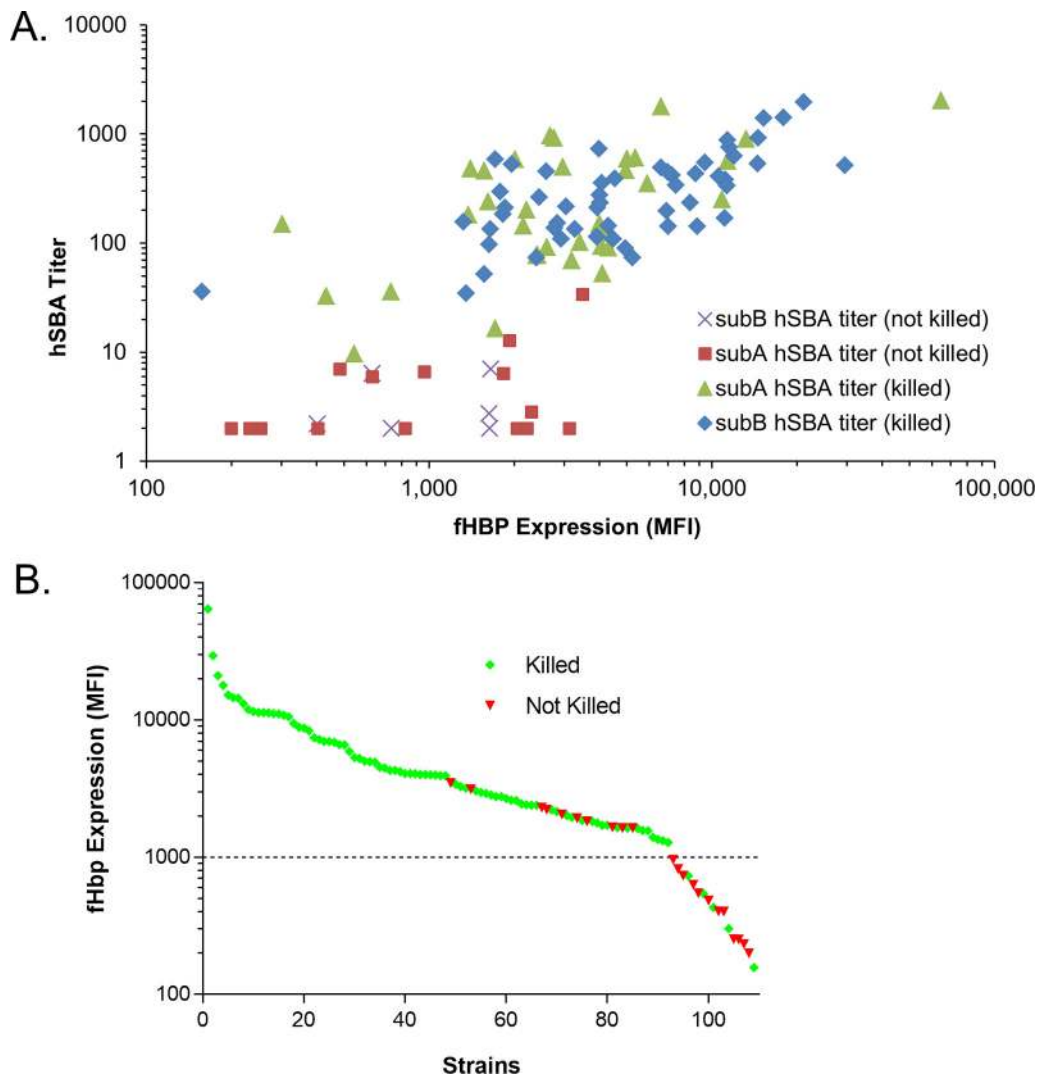 A.
10000
1000
100
10
1
hSBA Titer
subB hSBA titer (not killed)
subA hSBA titer (not killed)
subA hSBA titer (killed)
subB hSBA titer (killed)
100 1,000 10,000 100,000
fHBP Expression (MFI)
B.
100000
10000
1000
100
fHbp Expression (MFI)
Killed
Not Killed
0 20 40 60 80 100
Strains